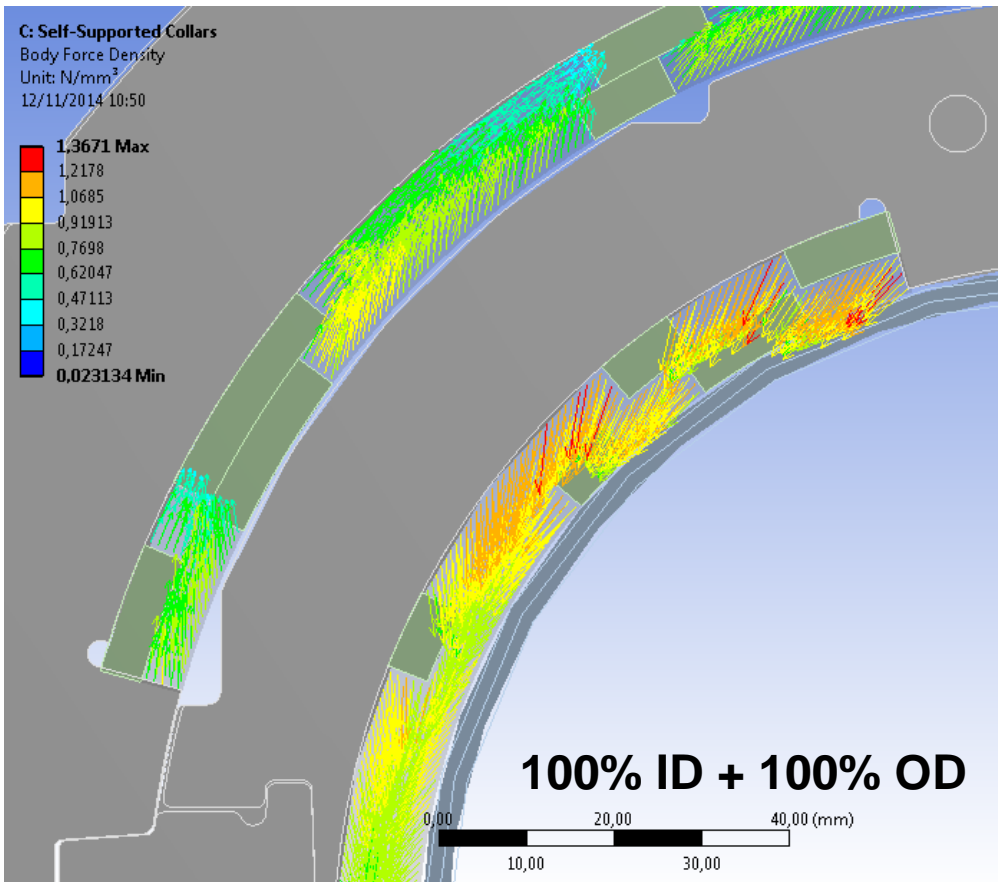 C: Self-Supported Collars
Body Force Density
Unit: N/mm³
12/11/2014 10:50
1,3671 Max
1,2178
1,0685
0,91913
0,7698
0,62047
0,47113
0,3218
0,17247
0,023134 Min
100% ID + 100% OD
0,00 20,00 40,00 (mm)
10,00 30,00